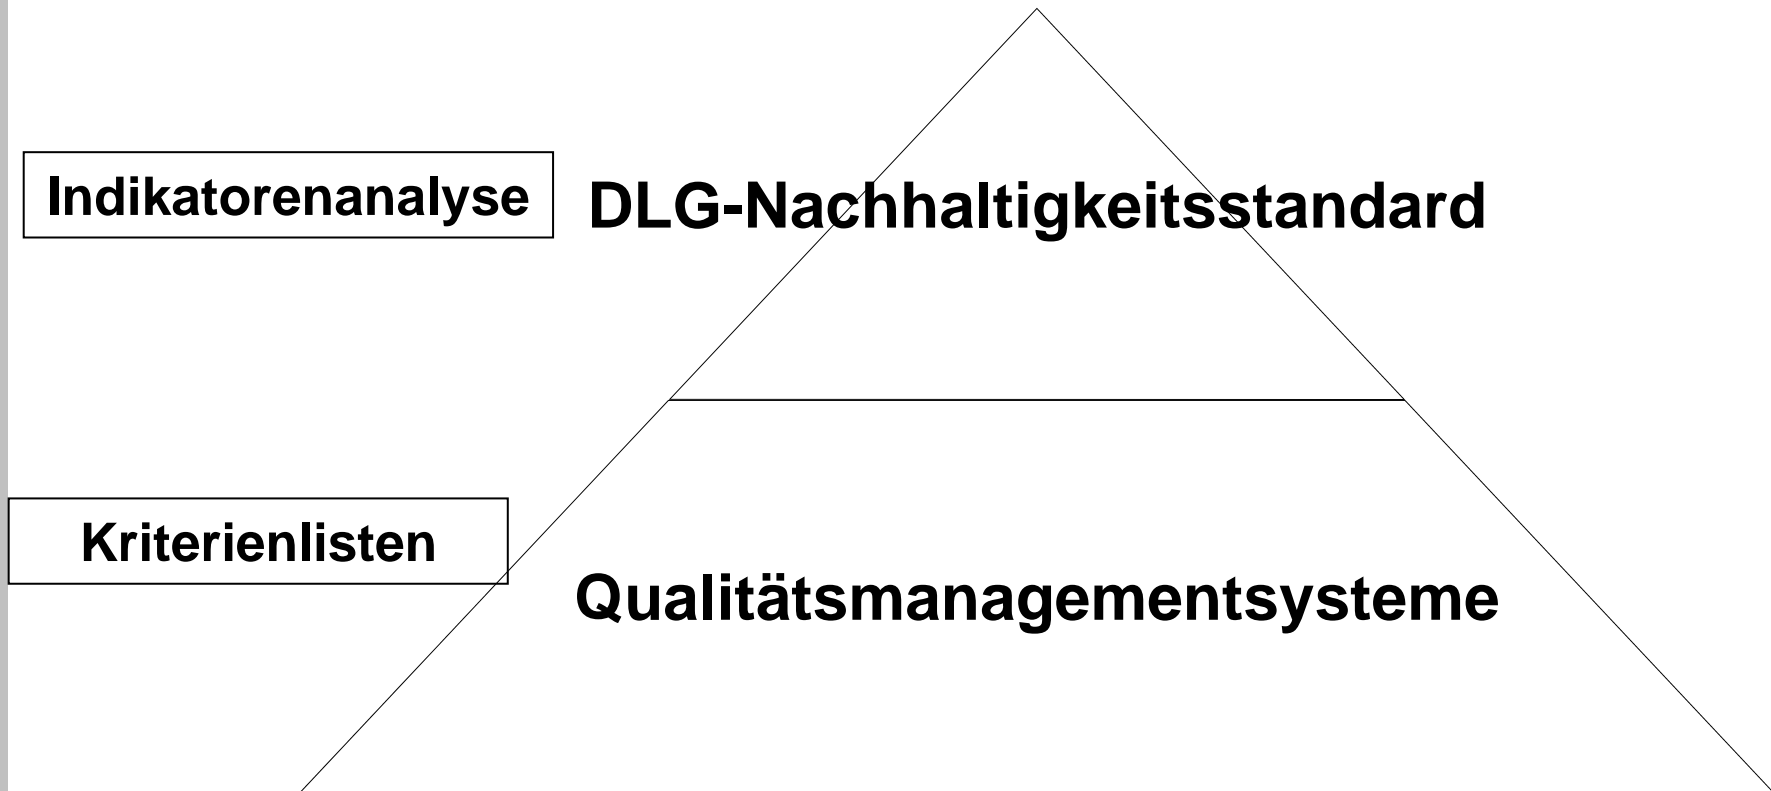 Indikatorenanalyse
DLG-Nachhaltigkeitsstandard
Kriterienlisten
Qualitätsmanagementsysteme